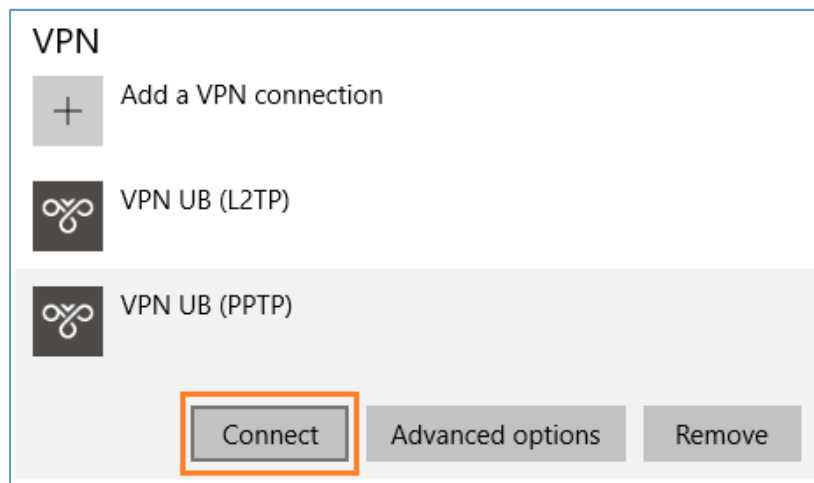 VPN
Add a VPN connection
VPN UB (L2TP)
VPN UB (PPTP)
Connect Advanced options Remove